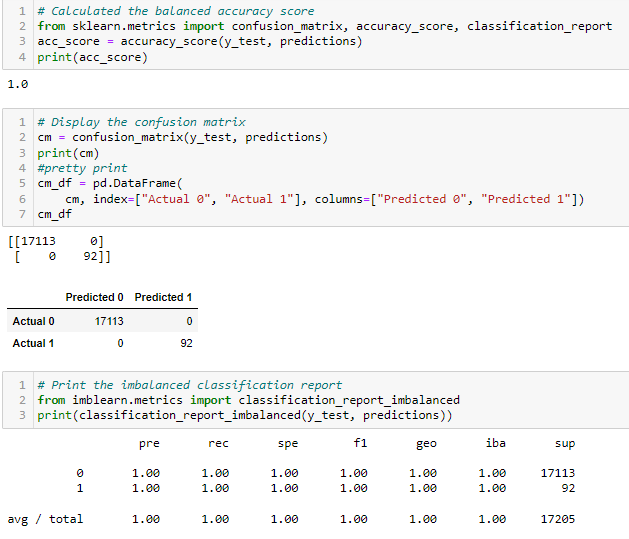 1 # Calculated the balanced accuracy score
2 from sklearn.metrics import confusion_matrix, accuracy_score, classification_report
3 acc_score = accuracy_score(y_test, predictions)
4 print(acc_score)
1.0
1 # Display the confusion matrix
2 cm = confusion_matrix(y_test, predictions)
3 print(cm)
4 #pretty print
5 cm_df = pd.DataFrame(
6     cm, index=["Actual 0", "Actual 1"], columns=["Predicted 0", "Predicted 1"])
7 cm_df
[[17113     0]
 [    0    92]]
Predicted 0 Predicted 1
Actual 0 17113 0
Actual 1 0 92
1 # Print the imbalanced classification report
2 from imblearn.metrics import classification_report_imbalanced
3 print(classification_report_imbalanced(y_test, predictions))
pre rec spe f1 geo iba sup
0 1.00 1.00 1.00 1.00 1.00 1.00 17113
1 1.00 1.00 1.00 1.00 1.00 1.00 92
avg / total 1.00 1.00 1.00 1.00 1.00 1.00 17205